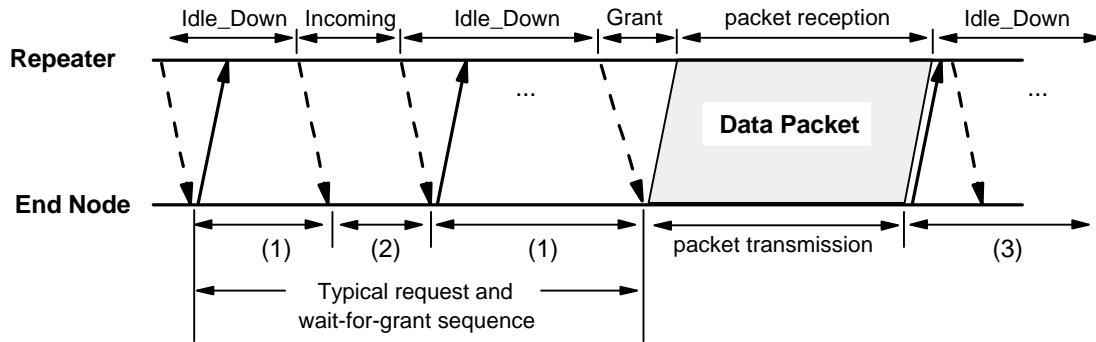 Idle_Down Incoming Idle_Down Grant packet reception Idle_Down
Repeater
... ...
Data Packet
End Node
(1) (2) (1) packet transmission (3)
Typical request and
wait-for-grant sequence